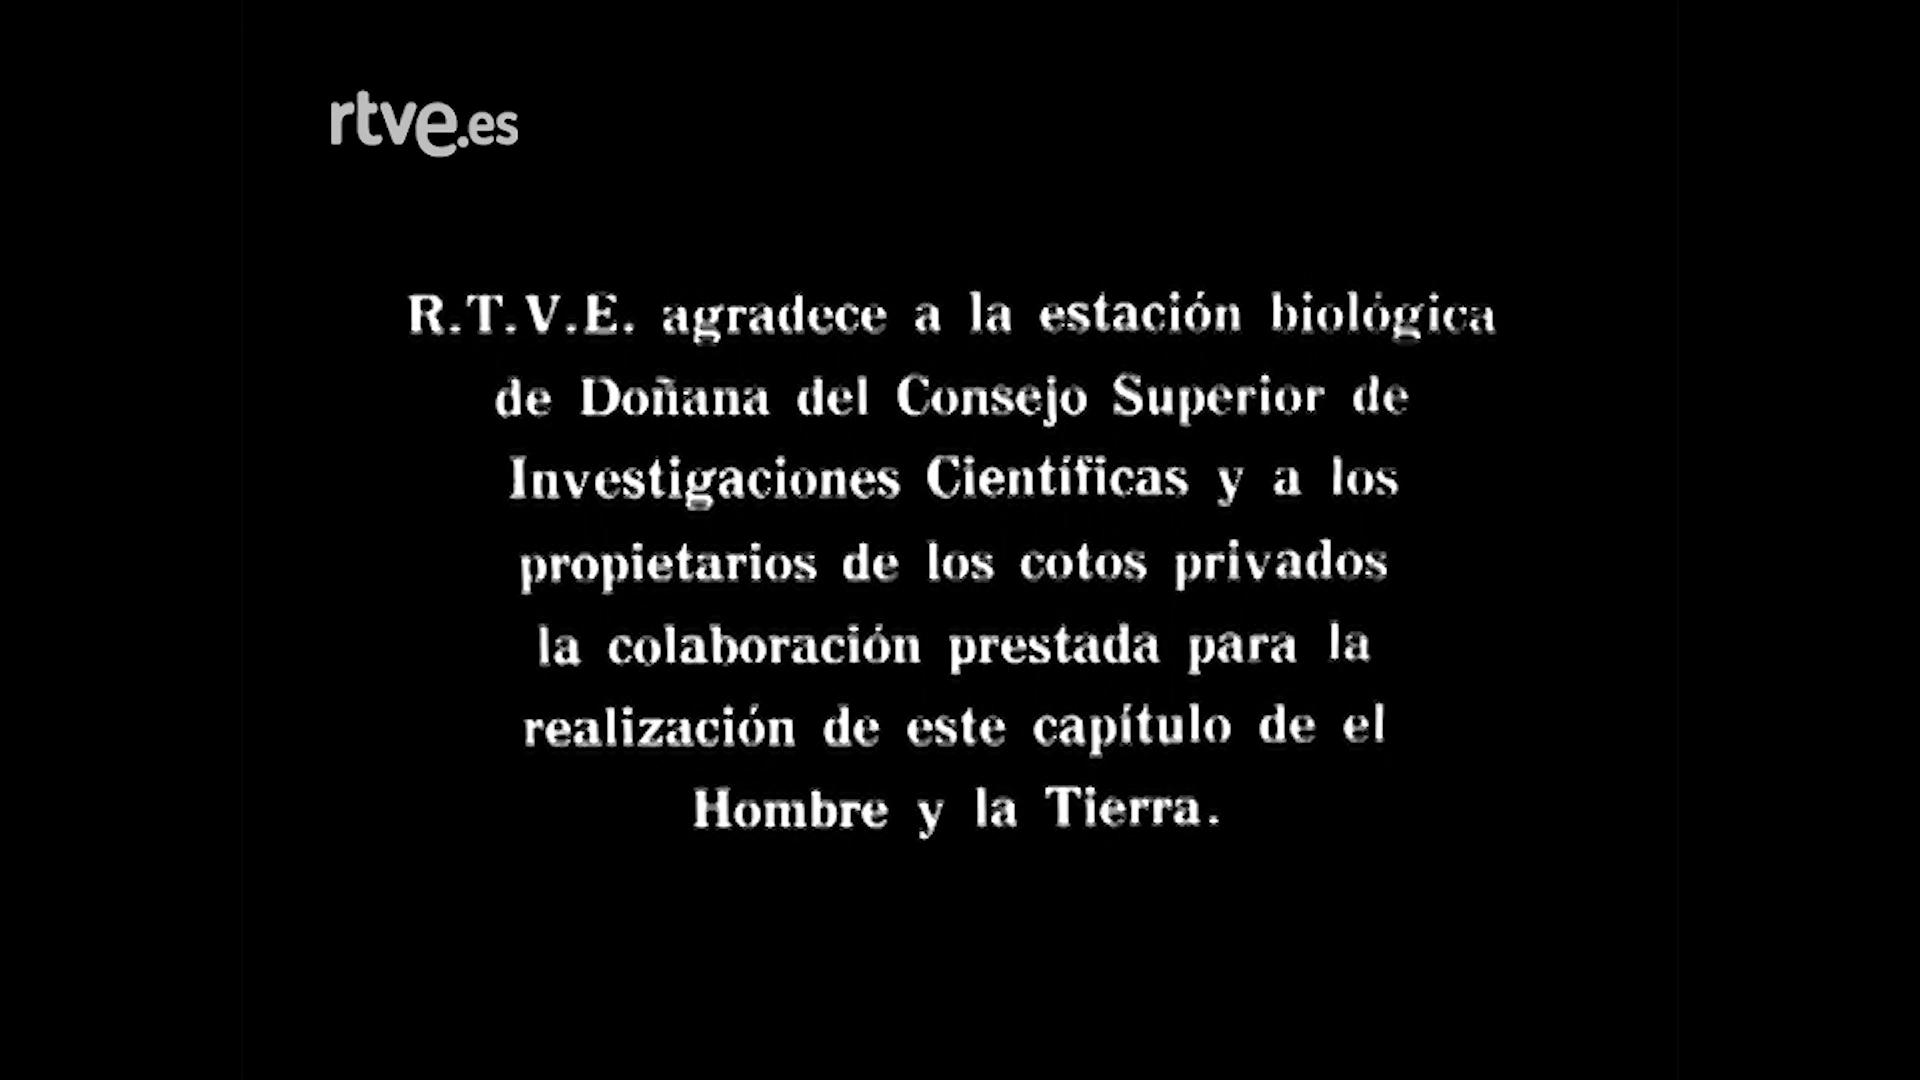 rtve.es
R.T.V.E. agradece a la estación biológica
de Doñana del Consejo Superior de
Investigaciones Científicas y a los
propietarios de los cotos privados
la colaboración prestada para la
realización de este capítulo de el
Hombre y la Tierra.